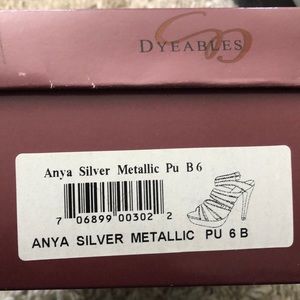 DYEABLES
Anya Silver Metallic Pu B 6
7 06899 00302 2
ANYA SILVER METALLIC PU 6 B